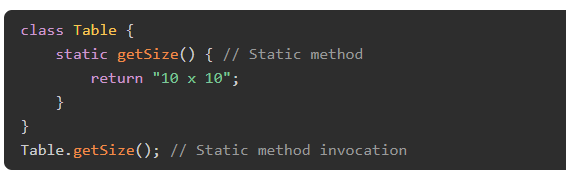 class Table {
    static getSize() { // Static method
        return "10 x 10";
    }
}
Table.getSize(); // Static method invocation